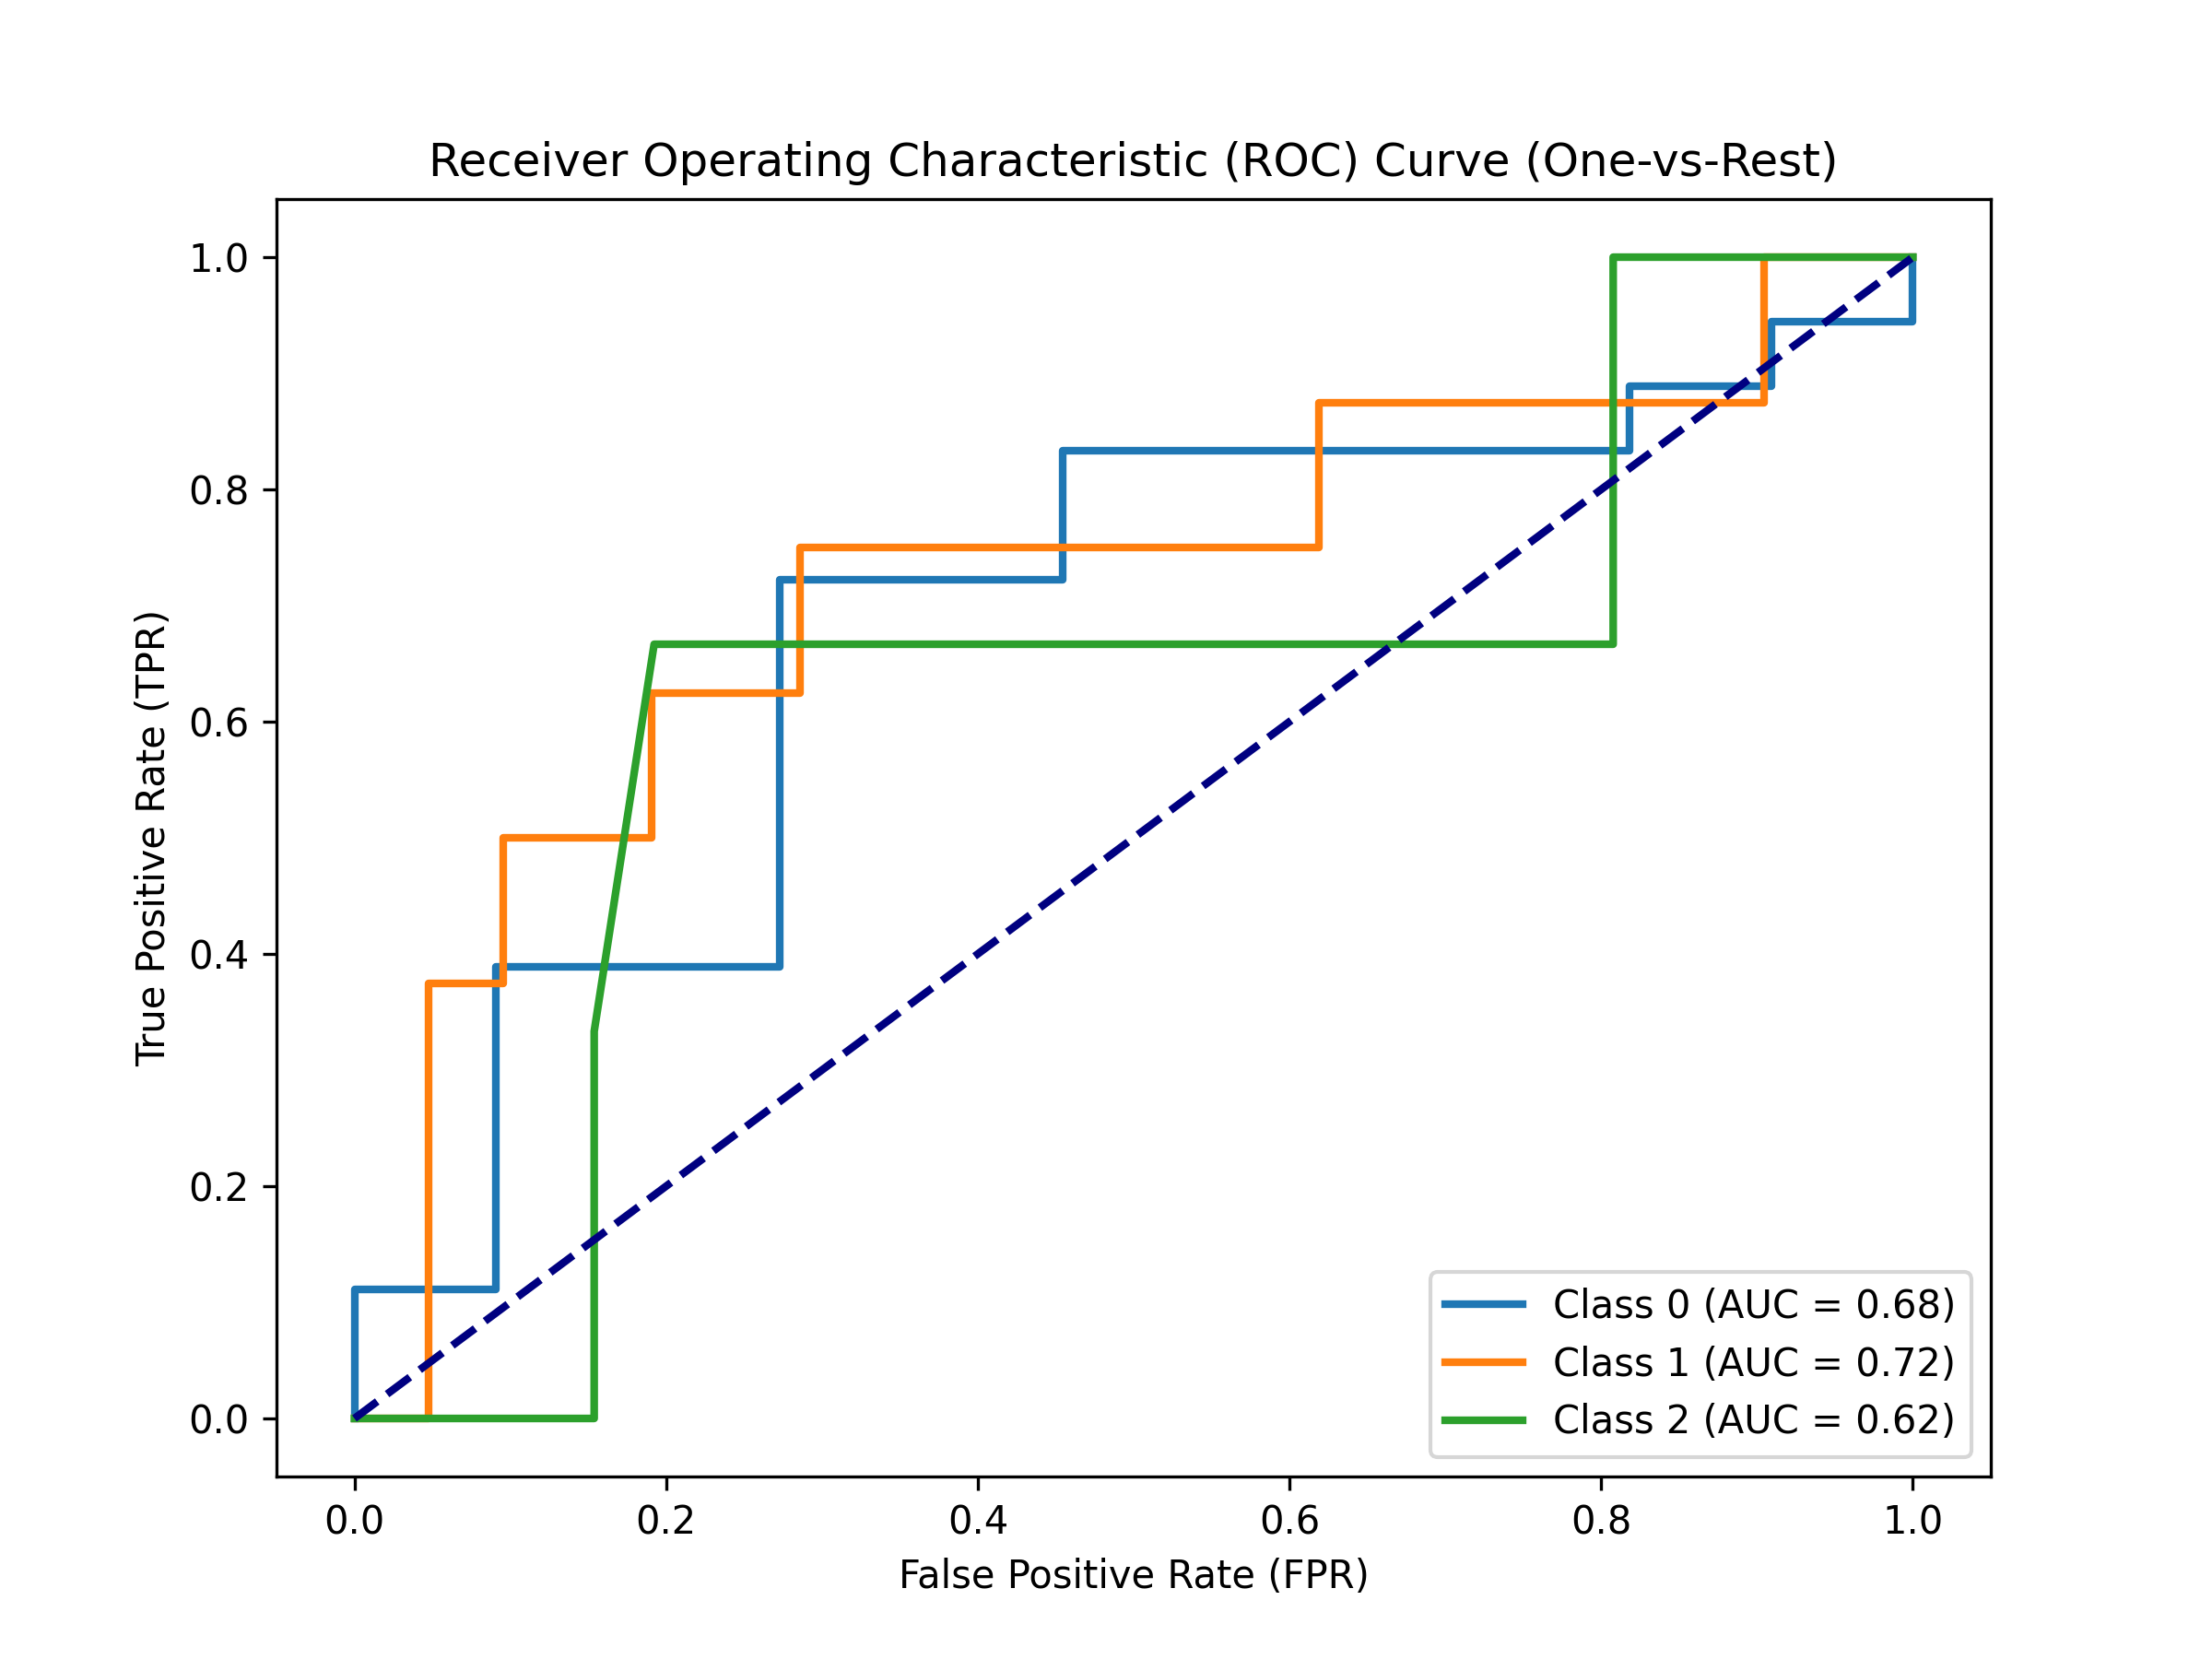 Receiver Operating Characteristic (ROC) Curve (One-vs-Rest)
True Positive Rate (TPR)
1.0
0.8
0.6
0.4
0.2
0.0
Class 0 (AUC = 0.68)
Class 1 (AUC = 0.72)
Class 2 (AUC = 0.62)
0.0 0.2 0.4 0.6 0.8 1.0
False Positive Rate (FPR)